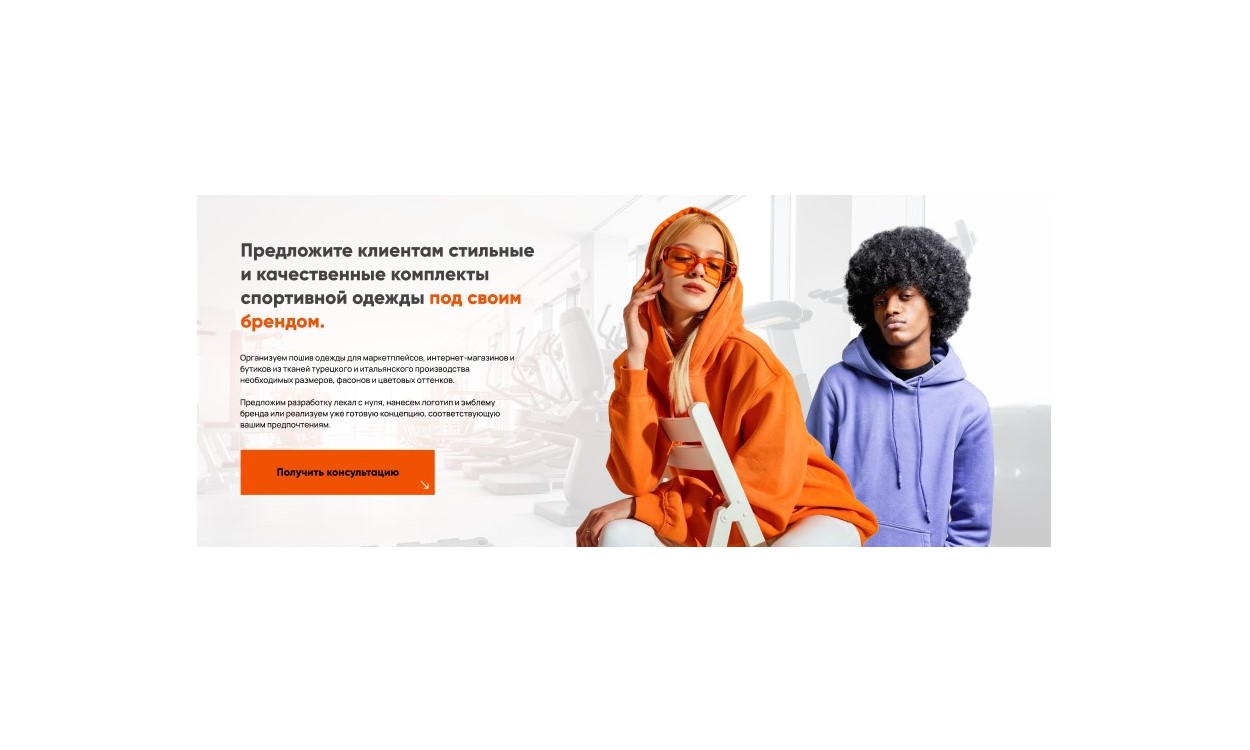 Предложите клиентам стильные
и качественные комплекты
спортивной одежды под своим
брендом.
Организуем пошив одежды для маркетплейсов, интернет-магазинов и
бутиков из тканей турецкого и итальянского производства
необходимых размеров, фасонов и цветовых оттенков.
Предложим разработку лекал с нуля, нанесем логотип и эмблему
бренда или реализуем уже готовую концепцию, соответствующую
вашим предпочтениям.
Получить консультацию